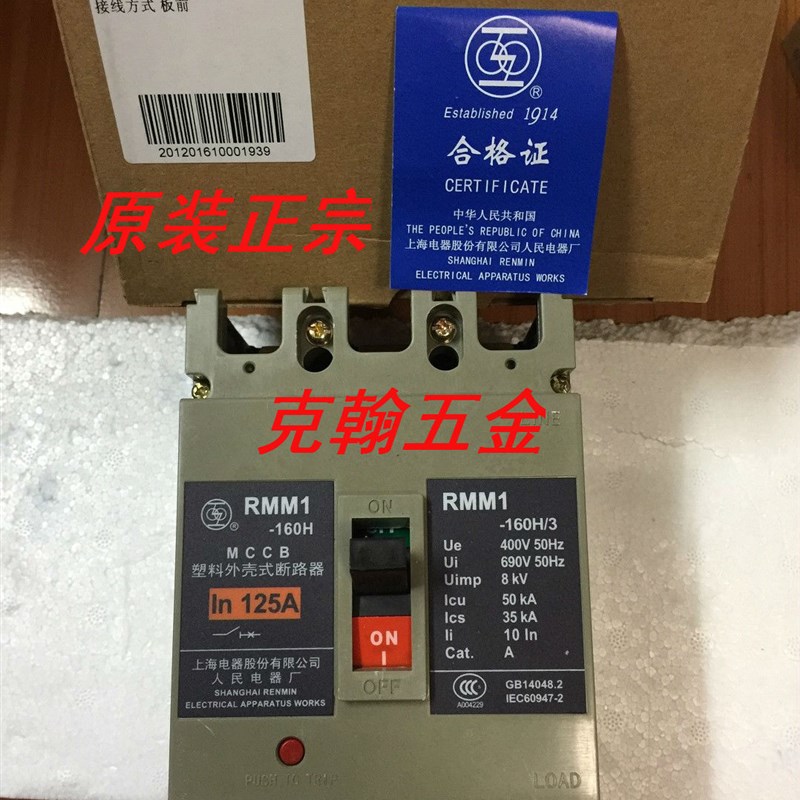 接线方式 板前
201201610001939
®
Established 1914
合格证
CERTIFICATE
中华人民共和国
THE PEOPLE'S REPUBLIC OF CHINA
上海电器股份有限公司人民电器厂
SHANGHAI RENMIN
ELECTRICAL APPARATUS WORKS
原装正宗
克翰五金
LINE
RMM1
-160H
®
MCCB
塑料外壳式断路器
In 125A
上海电器股份有限公司
人民电器厂
SHANGHAI RENMIN
ELECTRICAL APPARATUS WORKS
ON
ON
I
OFF
RMM1
-160H/3
Ue 400V 50Hz
Ui 690V 50Hz
Uimp 8 kV
Icu 50 kA
Ics 35 kA
Ii 10 In
Cat. A
CCC
A004229
GB14048.2
IEC60947-2
PUSH TO TRIP
LOAD